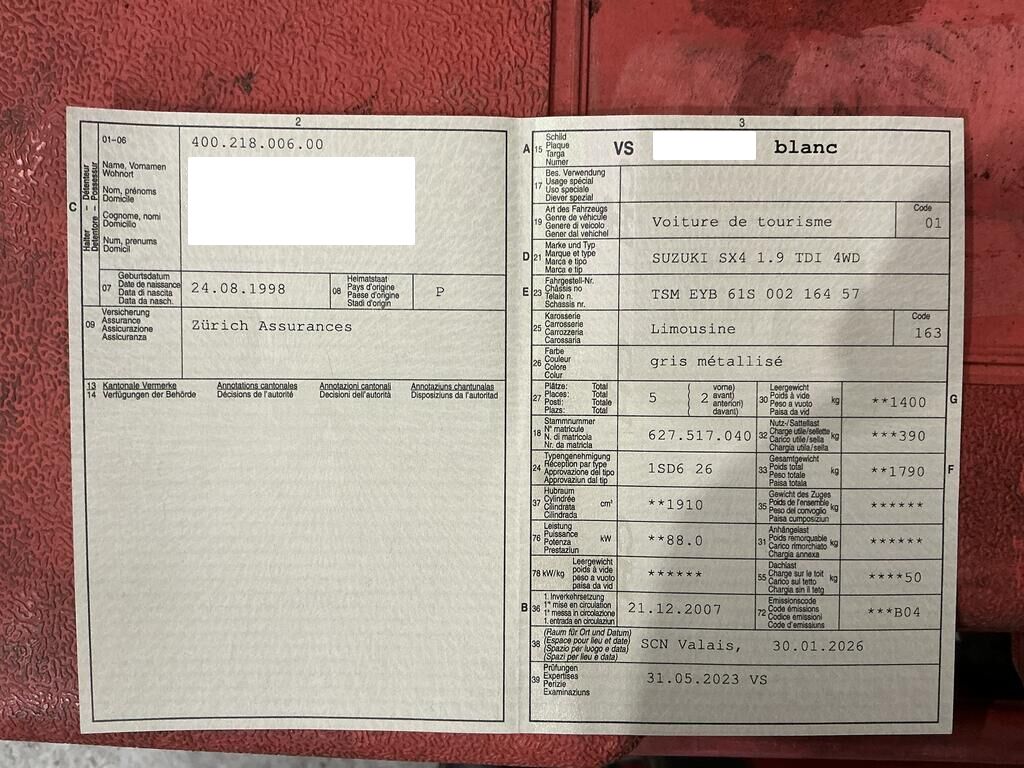 2
01-06
400.218.006.00
C
Halter – Détenteur
Detentore – Possessur
Name, Vornamen
Wohnort
Nom, prénoms
Domicile
Cognome, nomi
Domicilio
Num, prenums
Domicil
07
Geburtsdatum
Date de naissance
Data di nascita
Data da nasch.
24.08.1998
08
Heimatstaat
Pays d'origine
Paese d'origine
Stadi d'origin
P
09
Versicherung
Assurance
Assicurazione
Assicuranza
Zürich Assurances
13 Kantonale Vermerke Annotations cantonales Annotazioni cantonali Annotaziuns chantunalas
14 Verfügungen der Behörde Décisions de l'autorité Decisioni dell'autorità Disposiziuns da l'autoritad
3
A 15
Schild
Plaque
Targa
Numer
VS blanc
17
Bes. Verwendung
Usage spécial
Uso speciale
Diever spezial
19
Art des Fahrzeugs
Genre de véhicule
Genere di veicolo
Gener dal vehichel
Voiture de tourisme
Code
01
D 21
Marke und Typ
Marque et type
Marca e tipo
Marca e tip
SUZUKI SX4 1.9 TDI 4WD
E 23
Fahrgestell-Nr.
Châssis no
Telaio n.
Schassis nr.
TSM EYB 61S 002 164 57
25
Karosserie
Carrosserie
Carrozzeria
Carossaria
Limousine
Code
163
26
Farbe
Couleur
Colore
Colur
gris métallisé
27
Plätze: Total
Places: Total
Posti: Totale
Plazs: Total
5 ( 2
vorne)
avant)
anteriori)
davant)
30
Leergewicht
Poids à vide
Peso a vuoto
Paisa da vid
kg
**1400
G
18
Stammnummer
N° matricule
N. di matricola
Nr. da matricla
627.517.040
32
Nutz-/Sattellast
Charge utile/sellette
Carico utile/sella
Chargia utila/sella
kg
***390
24
Typengenehmigung
Réception par type
Approvazione del tipo
Approvaziun dal tip
1SD6 26
33
Gesamtgewicht
Poids total
Peso totale
Paisa totala
kg
**1790
F
37
Hubraum
Cylindrée
Cilindrata
Cilindrada
cm³
**1910
35
Gewicht des Zuges
Poids de l'ensemble
Peso del convoglio
Paisa cumposiziun
kg
******
76
Leistung
Puissance
Potenza
Prestaziun
kW
**88.0
31
Anhängelast
Poids remorquable
Carico rimorchiato
Chargia annexa
kg
******
78 kW/kg
Leergewicht
poids à vide
peso a vuoto
paisa da vid
******
55
Dachlast
Charge sur le toit
Carico sul tetto
Chargia sin il tetg
kg
****50
B 36
1. Inverkehrsetzung
1re mise en circulation
1a messa in circolazione
1. entrada en circulaziun
21.12.2007
72
Emissionscode
Code émissions
Codice emissioni
Code d'emissiuns
***B04
38
(Raum für Ort und Datum)
(Espace pour lieu et date)
(Spazio per luogo e data)
(Spazi per lieu e data)
SCN Valais, 30.01.2026
39
Prüfungen
Expertises
Perizie
Examinaziuns
31.05.2023 VS